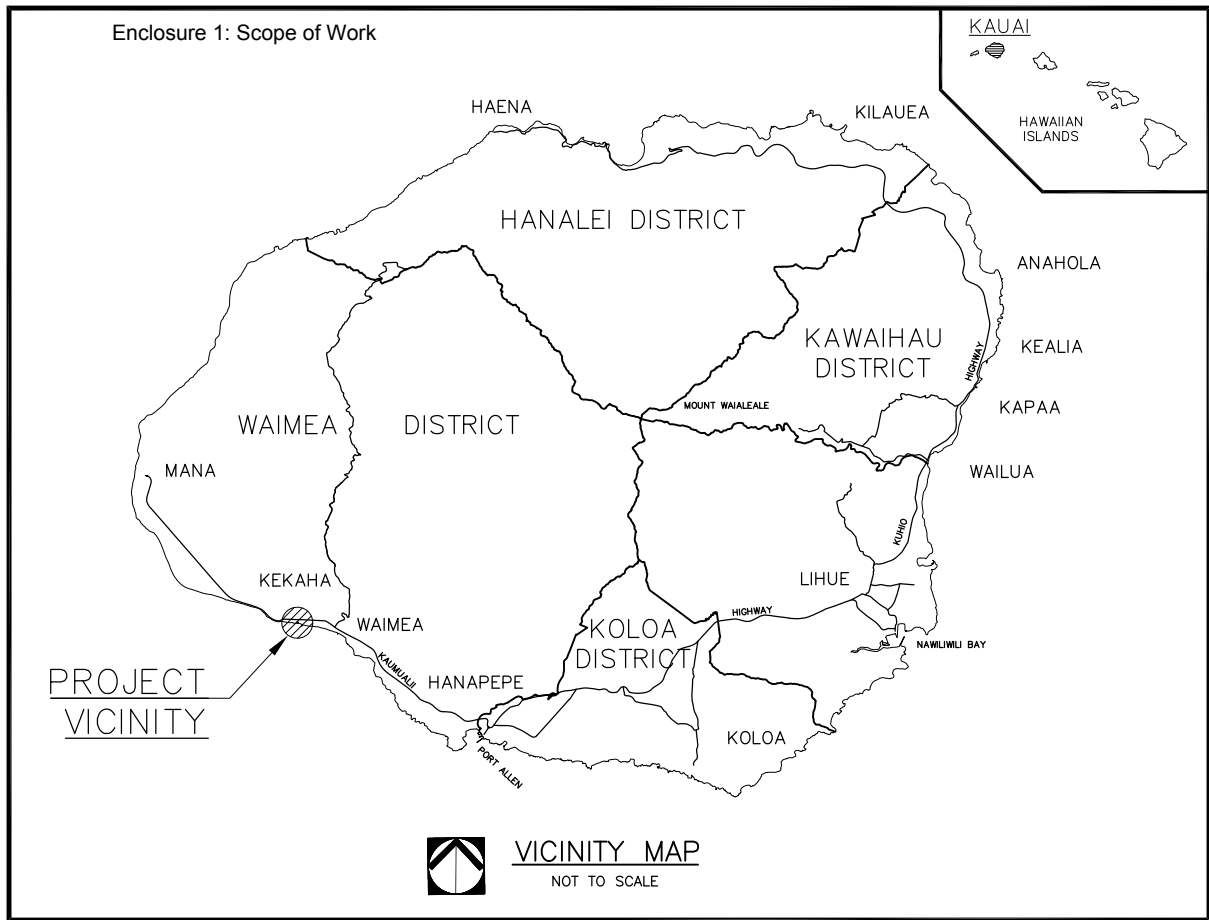 Enclosure 1: Scope of Work
KAUAI
HAWAIIAN
ISLANDS
HAENA
KILAUEA
HANALEI DISTRICT
ANAHOLA
KAWAIHAU
DISTRICT
HIGHWAY
KEALIA
KAPAA
MOUNT WAIALEALE
WAIMEA
DISTRICT
MANA
WAILUA
KUHIO
KEKAHA
LIHUE
WAIMEA
HIGHWAY
KOLOA
DISTRICT
NAWILIWILI BAY
KAUMUALII
HANAPEPE
PROJECT
VICINITY
KOLOA
PORT ALLEN
VICINITY MAP
NOT TO SCALE